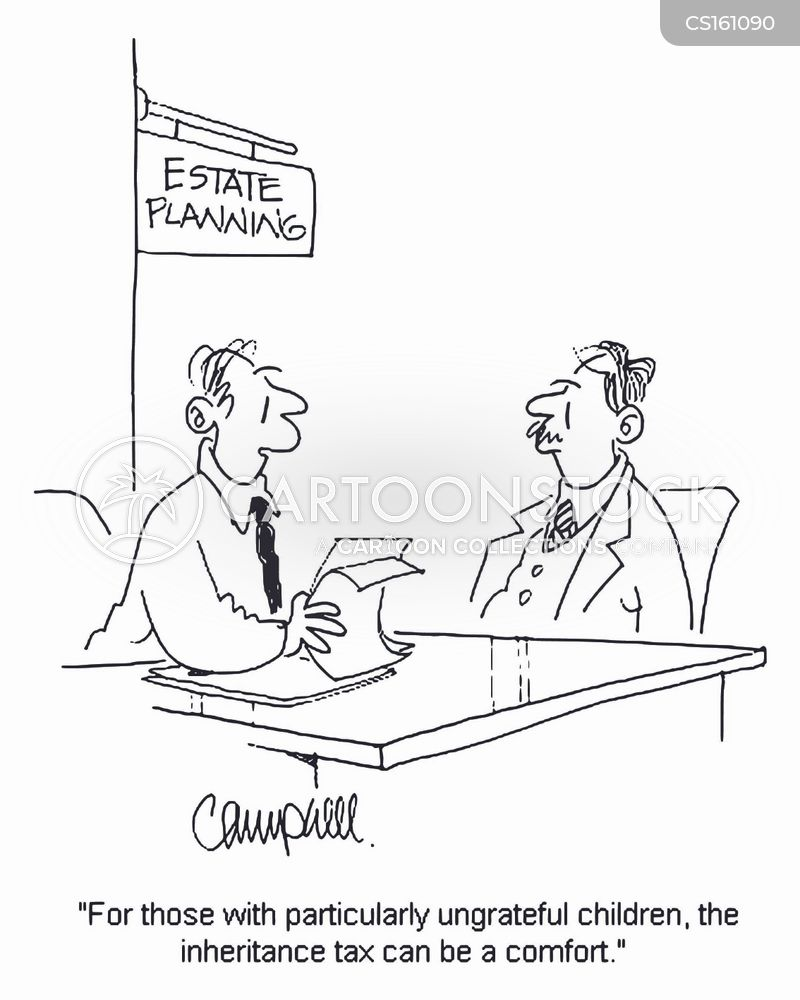 CS161090
ESTATE
PLANNING
CARTOONSTOCK
A CARTOON COLLECTIONS COMPANY
Campbell.
"For those with particularly ungrateful children, the
inheritance tax can be a comfort."